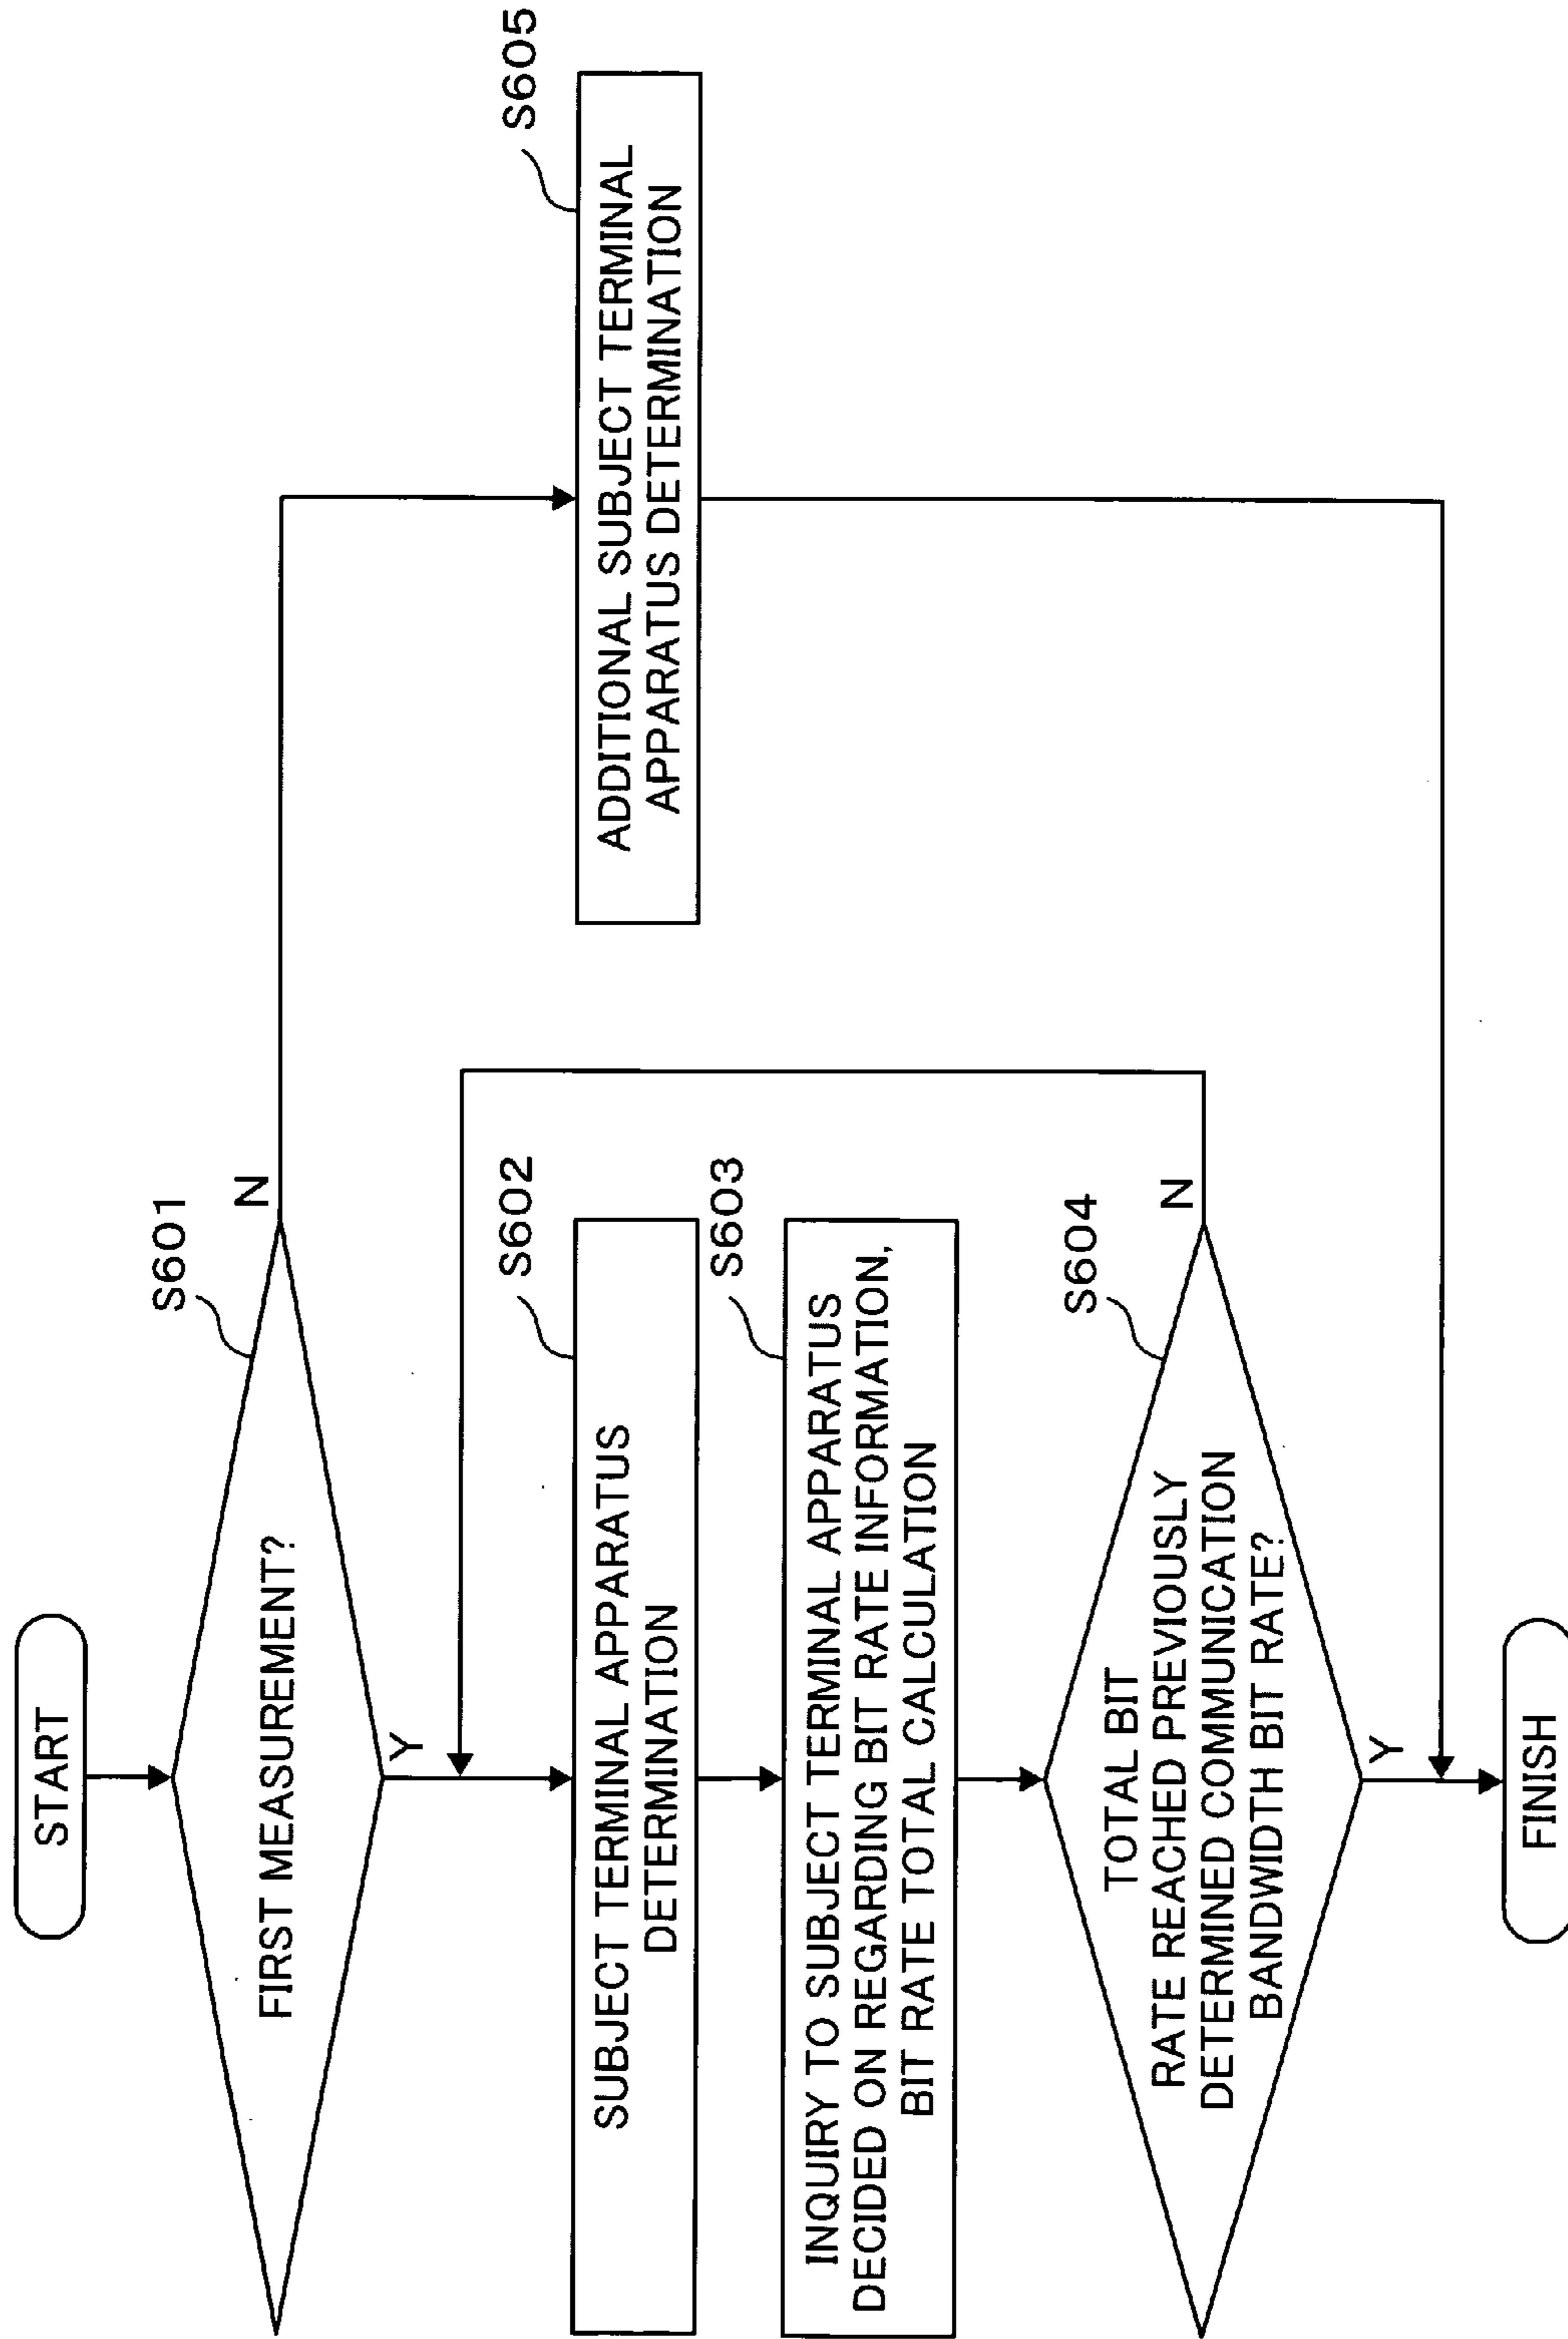 START
S601
FIRST MEASUREMENT?
N
Y
S602
SUBJECT TERMINAL APPARATUS
DETERMINATION
S605
ADDITIONAL SUBJECT TERMINAL
APPARATUS DETERMINATION
S603
INQUIRY TO SUBJECT TERMINAL APPARATUS
DECIDED ON REGARDING BIT RATE INFORMATION,
BIT RATE TOTAL CALCULATION
S604
TOTAL BIT
RATE REACHED PREVIOUSLY
DETERMINED COMMUNICATION
BANDWIDTH BIT RATE?
N
Y
FINISH